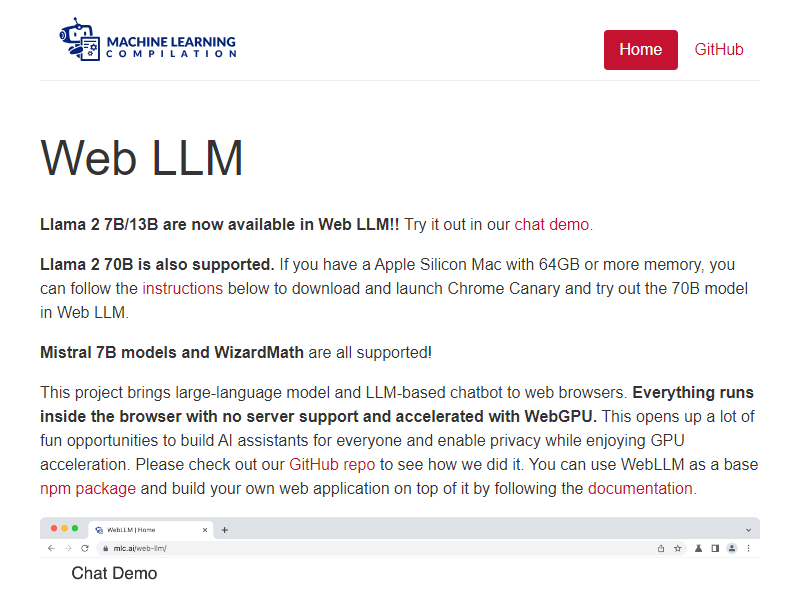 MACHINE LEARNING
COMPILATION
Home
GitHub
Web LLM
Llama 2 7B/13B are now available in Web LLM!! Try it out in our chat demo.
Llama 2 70B is also supported. If you have a Apple Silicon Mac with 64GB or more memory, you
can follow the instructions below to download and launch Chrome Canary and try out the 70B model
in Web LLM.
Mistral 7B models and WizardMath are all supported!
This project brings large-language model and LLM-based chatbot to web browsers. Everything runs
inside the browser with no server support and accelerated with WebGPU. This opens up a lot of
fun opportunities to build AI assistants for everyone and enable privacy while enjoying GPU
acceleration. Please check out our GitHub repo to see how we did it. You can use WebLLM as a base
npm package and build your own web application on top of it by following the documentation.
WebLLM | Home
mlc.ai/web-llm/
Chat Demo